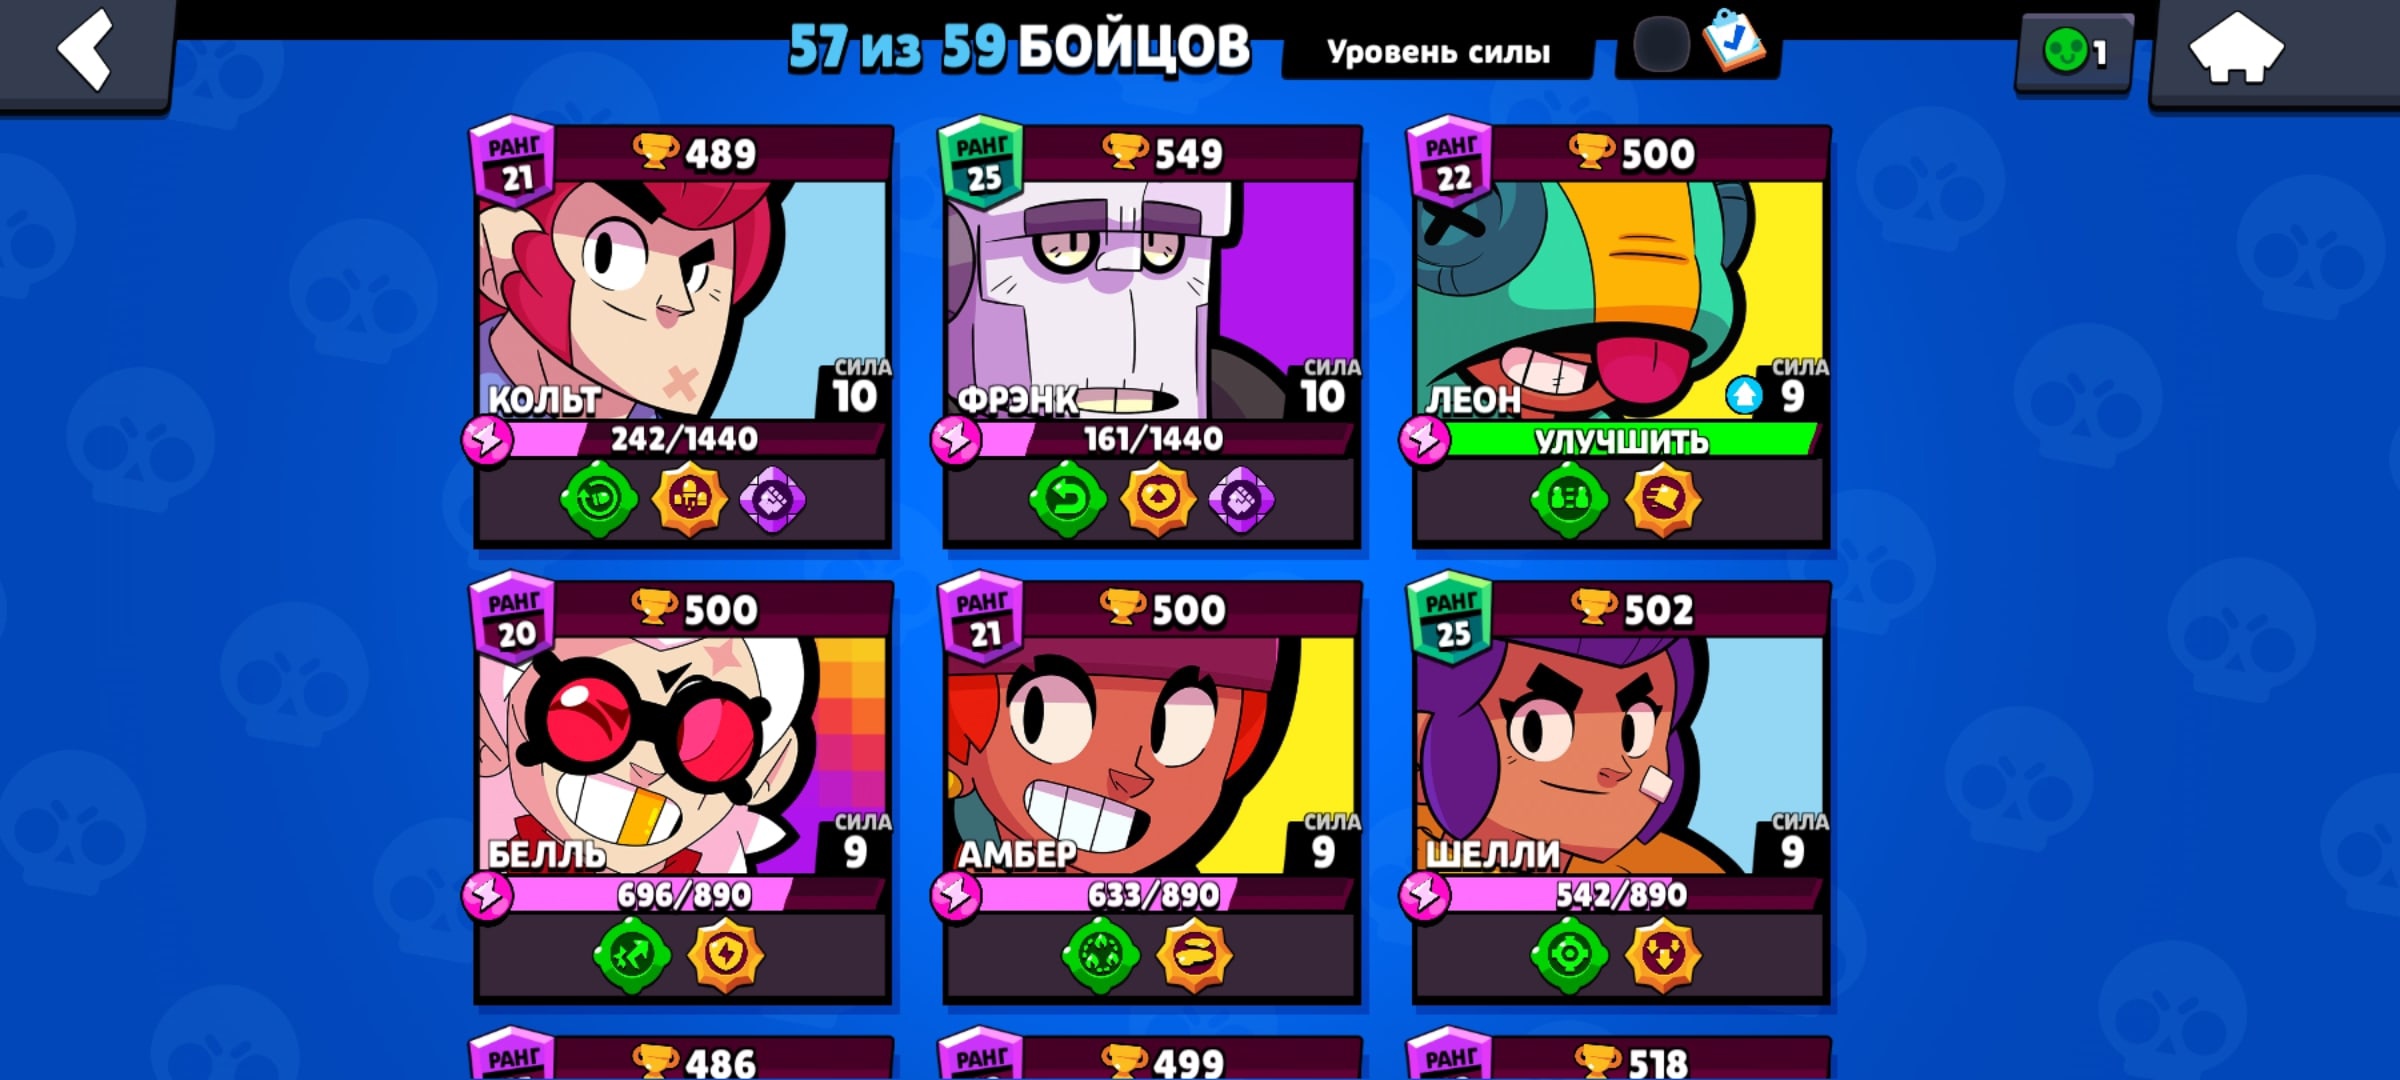 57 из 59 БОЙЦОВ
Уровень силы
1
РАНГ
21
489
КОЛЬТ
СИЛА
10
242/1440
РАНГ
25
549
ФРЭНК
СИЛА
10
161/1440
РАНГ
22
500
ЛЕОН
СИЛА
9
УЛУЧШИТЬ
РАНГ
20
500
БЕЛЛЬ
СИЛА
9
696/890
РАНГ
21
500
АМБЕР
СИЛА
9
633/890
РАНГ
25
502
ШЕЛЛИ
СИЛА
9
542/890
РАНГ
486
РАНГ
499
РАНГ
518